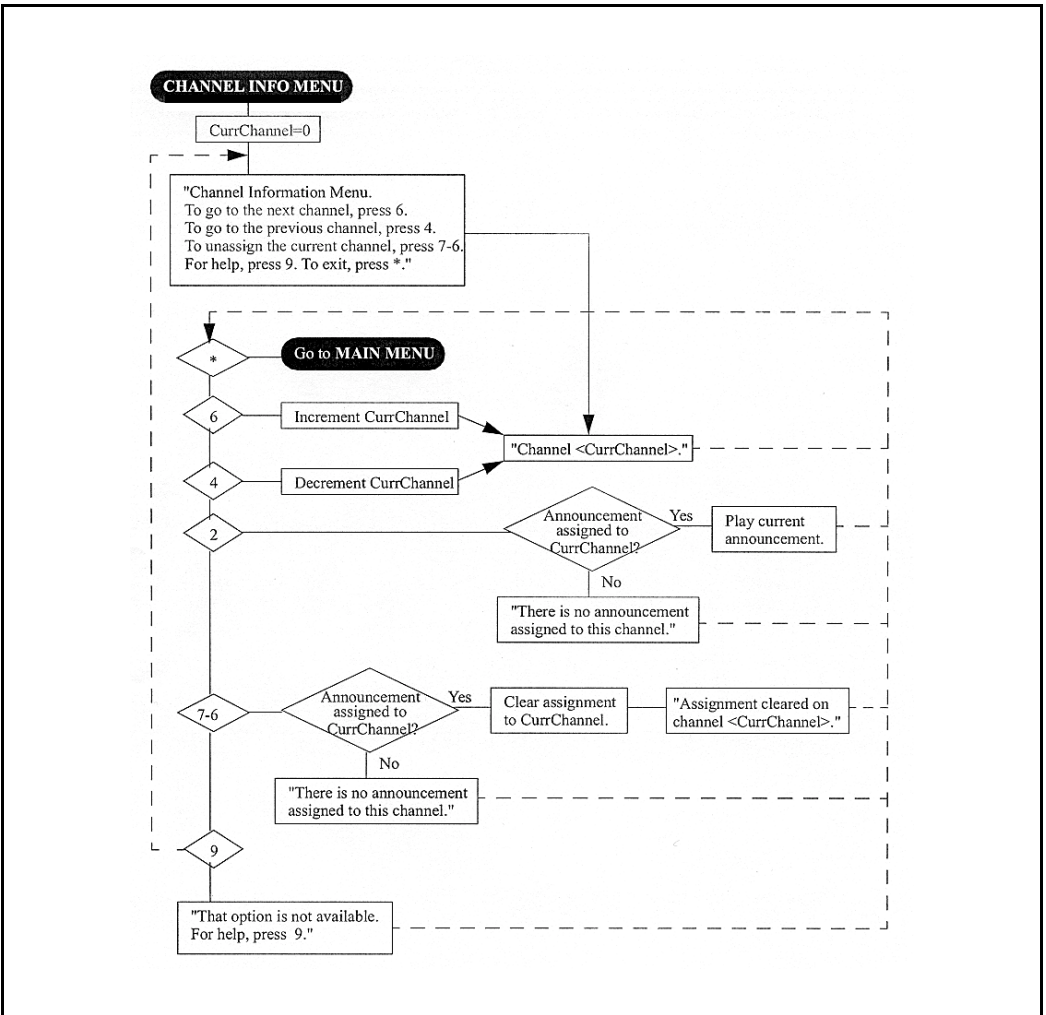 CHANNEL INFO MENU
CurrChannel=0
"Channel Information Menu.
To go to the next channel, press 6.
To go to the previous channel, press 4.
To unassign the current channel, press 7-6.
For help, press 9. To exit, press *."
*
Go to MAIN MENU
6
Increment CurrChannel
"Channel <CurrChannel>."
4
Decrement CurrChannel
2
Announcement
assigned to
CurrChannel?
Yes
Play current
announcement.
No
"There is no announcement
assigned to this channel."
7-6
Announcement
assigned to
CurrChannel?
Yes
Clear assignment
to CurrChannel.
"Assignment cleared on
channel <CurrChannel>."
No
"There is no announcement
assigned to this channel."
9
"That option is not available.
For help, press 9."